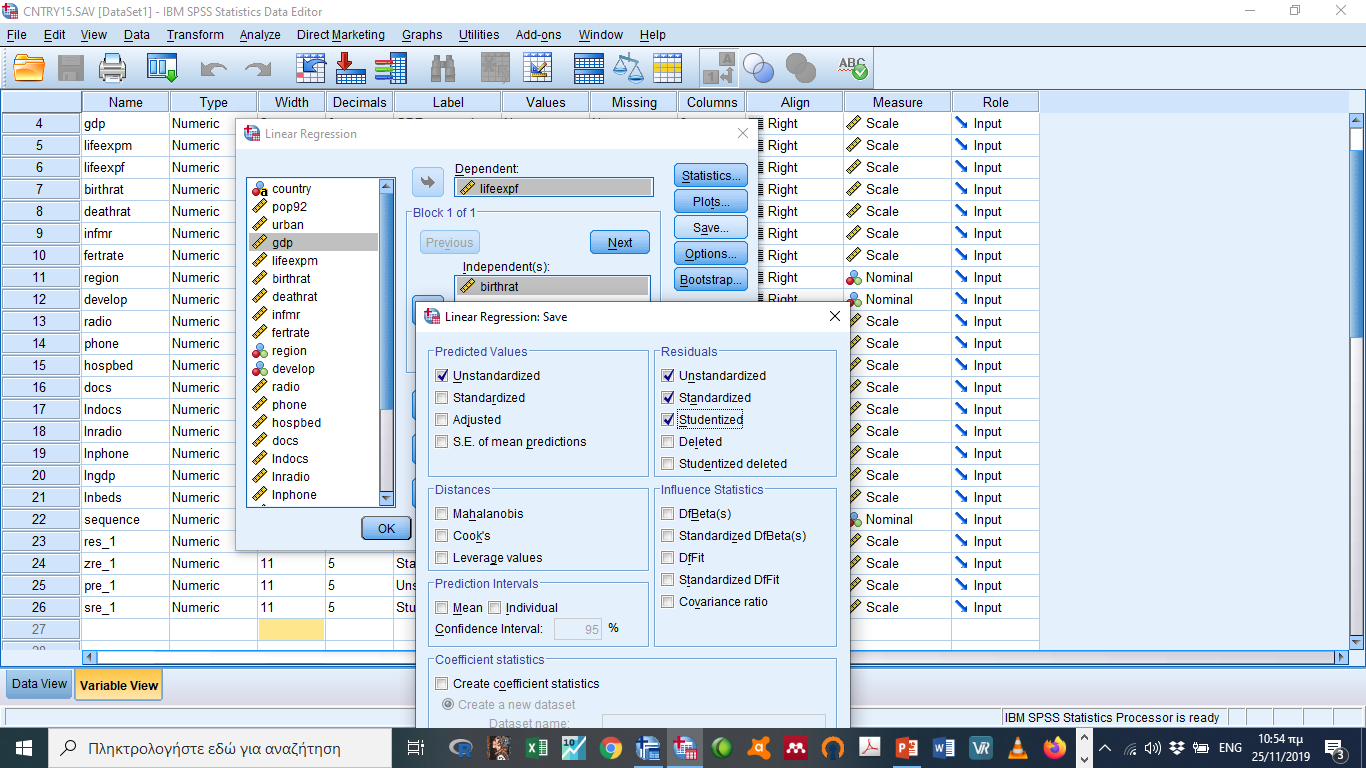 CNTRY15.SAV [DataSet1] - IBM SPSS Statistics Data Editor
File Edit View Data Transform Analyze Direct Marketing Graphs Utilities Add-ons Window Help
Name Type Width Decimals Label Values Missing Columns Align Measure Role
4 gdp Numeric Right Scale Input
5 lifeexpm Numeric Right Scale Input
6 lifeexpf Numeric Right Scale Input
7 birthrat Numeric Right Scale Input
8 deathrat Numeric Right Scale Input
9 infmr Numeric Right Scale Input
10 fertrate Numeric Right Scale Input
11 region Numeric Right Nominal Input
12 develop Numeric Right Nominal Input
13 radio Numeric Scale Input
14 phone Numeric Scale Input
15 hospbed Numeric Scale Input
16 docs Numeric Scale Input
17 lndocs Numeric Scale Input
18 lnradio Numeric Scale Input
19 lnphone Numeric Scale Input
20 lngdp Numeric Scale Input
21 lnbeds Numeric Scale Input
22 sequence Numeric Nominal Input
23 res_1 Numeric Scale Input
24 zre_1 Numeric 11 5 Sta Scale Input
25 pre_1 Numeric 11 5 Uns Scale Input
26 sre_1 Numeric 11 5 Stu Scale Input
27
28
Linear Regression
country
pop92
urban
gdp
lifeexpm
birthrat
deathrat
infmr
fertrate
region
develop
radio
phone
hospbed
docs
lndocs
lnradio
lnphone
Dependent:
lifeexpf
Block 1 of 1
Previous Next
Independent(s):
birthrat
Statistics...
Plots...
Save...
Options...
Bootstrap...
OK
Linear Regression: Save
Predicted Values
Unstandardized
Standardized
Adjusted
S.E. of mean predictions
Residuals
Unstandardized
Standardized
Studentized
Deleted
Studentized deleted
Distances
Mahalanobis
Cook's
Leverage values
Influence Statistics
DfBeta(s)
Standardized DfBeta(s)
DfFit
Standardized DfFit
Covariance ratio
Prediction Intervals
Mean Individual
Confidence Interval: 95 %
Coefficient statistics
Create coefficient statistics
Create a new dataset
Dataset name:
Data View Variable View
IBM SPSS Statistics Processor is ready
Πληκτρολογήστε εδώ για αναζήτηση
ENG
10:54 πμ
25/11/2019
3